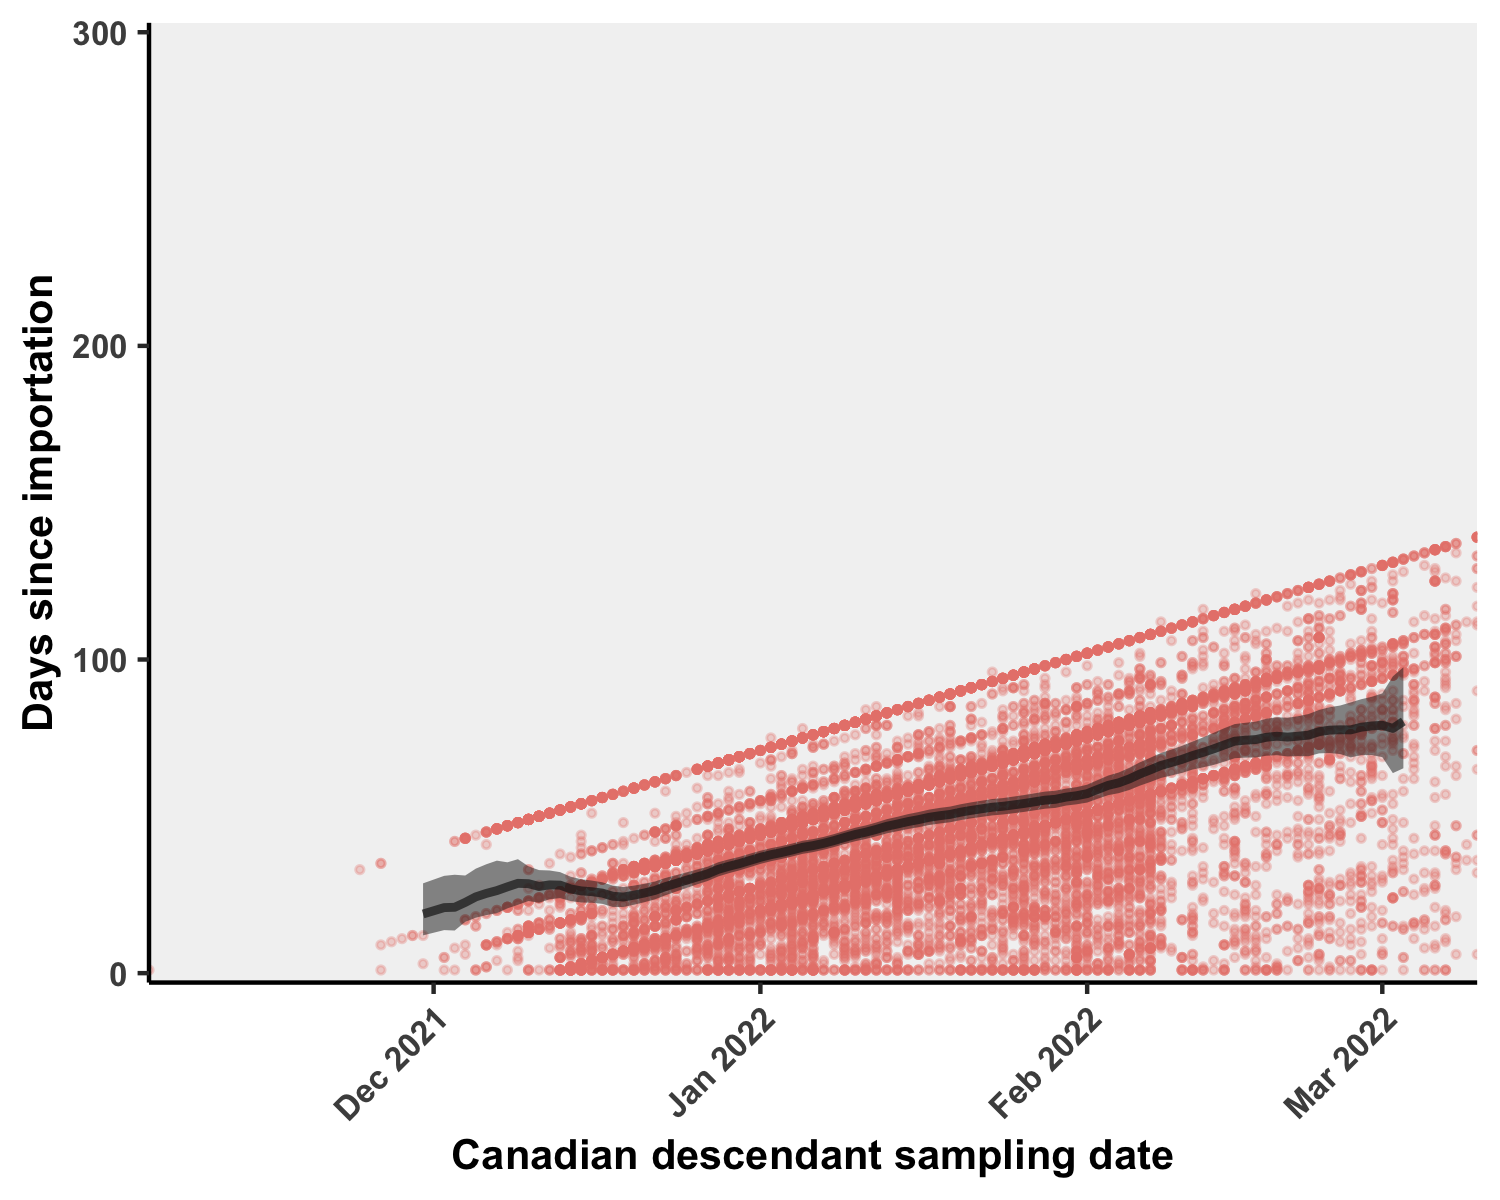 300
200
100
0
Days since importation
Dec 2021
Jan 2022
Feb 2022
Mar 2022
Canadian descendant sampling date